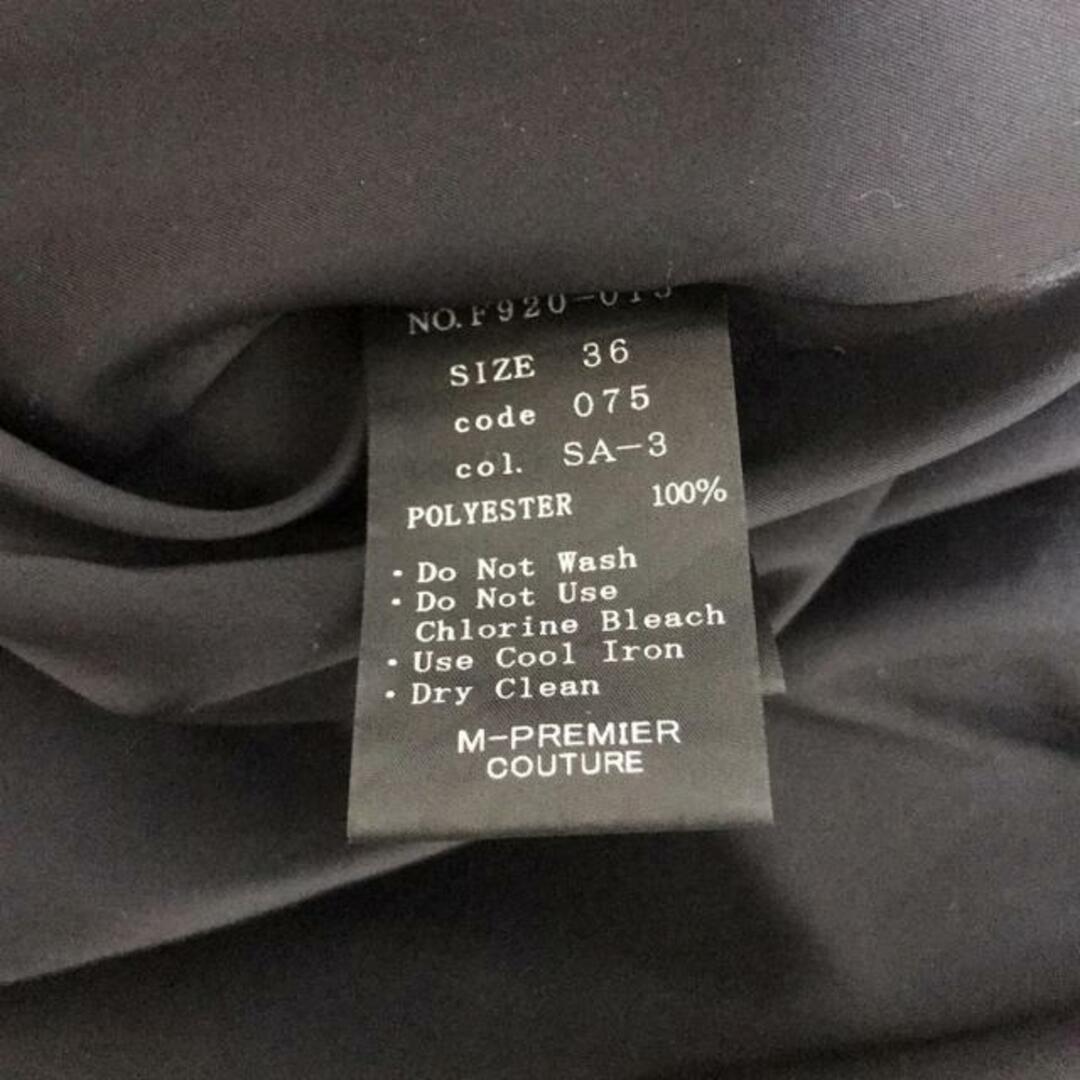 NO.
SIZE 36
code 075
col. SA-3
POLYESTER 100%
・Do Not Wash
・Do Not Use
Chlorine Bleach
・Use Cool Iron
・Dry Clean
M-PREMIER
COUTURE